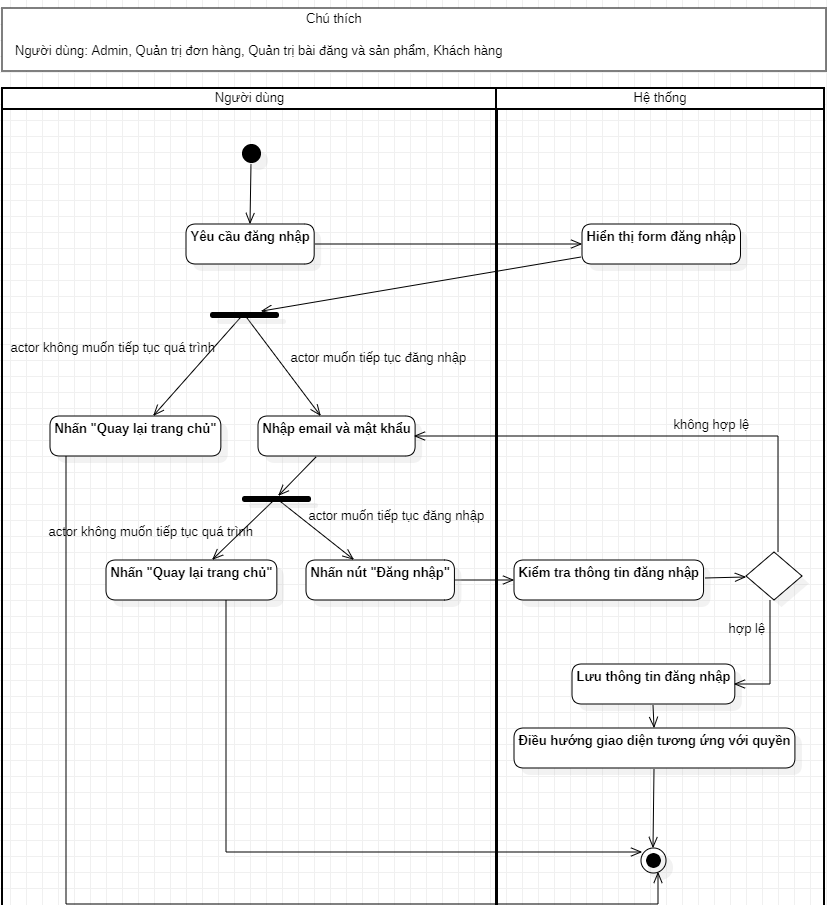 Chú thích
Người dùng: Admin, Quản trị đơn hàng, Quản trị bài đăng và sản phẩm, Khách hàng
Người dùng
Hệ thống
Yêu cầu đăng nhập
Hiển thị form đăng nhập
actor không muốn tiếp tục quá trình
actor muốn tiếp tục đăng nhập
Nhấn "Quay lại trang chủ"
Nhập email và mật khẩu
không hợp lệ
actor không muốn tiếp tục quá trình
actor muốn tiếp tục đăng nhập
Nhấn "Quay lại trang chủ"
Nhấn nút "Đăng nhập"
Kiểm tra thông tin đăng nhập
hợp lệ
Lưu thông tin đăng nhập
Điều hướng giao diện tương ứng với quyền